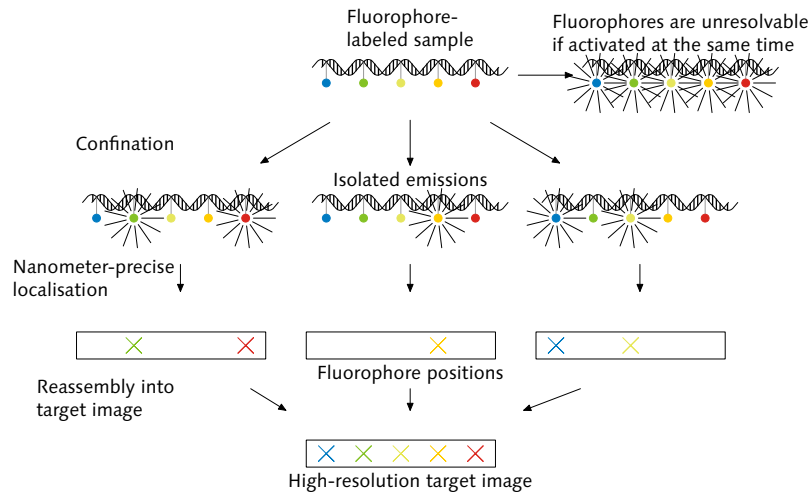 Fluorophore-
labeled sample
Fluorophores are unresolvable
if activated at the same time
Confination
Isolated emissions
Nanometer-precise
localisation
Fluorophore positions
Reassembly into
target image
High-resolution target image